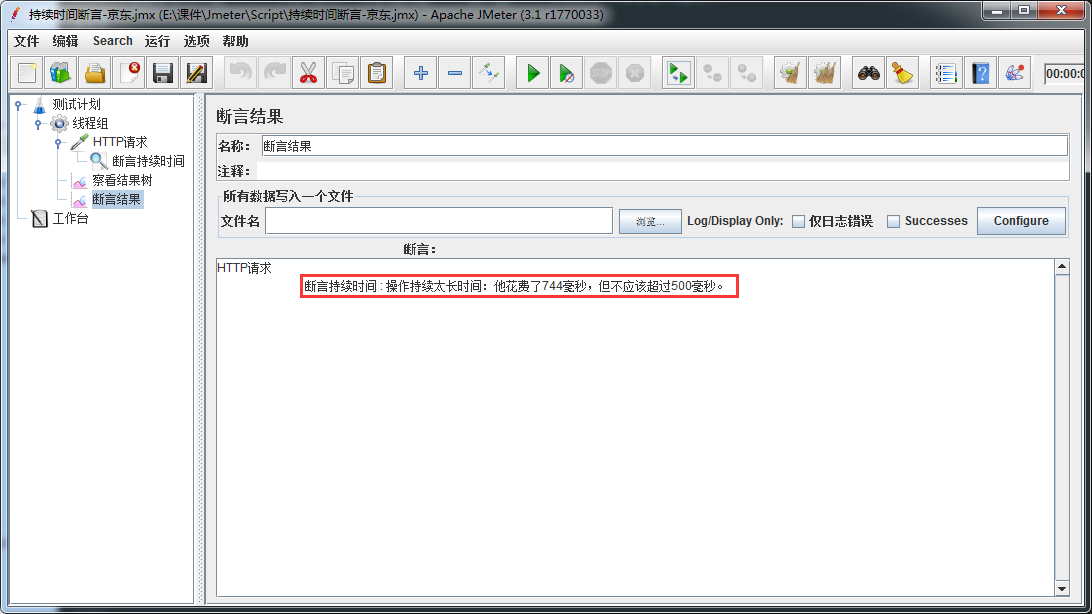 持续时间断言-京东.jmx (E:\课件\Jmeter\Script\持续时间断言-京东.jmx) - Apache JMeter (3.1 r1770033)
文件 编辑 Search 运行 选项 帮助
STOP
00:00:0
测试计划
线程组
HTTP请求
断言持续时间
察看结果树
断言结果
工作台
断言结果
名称： 断言结果
注释：
所有数据写入一个文件
文件名 浏览... Log/Display Only: 仅日志错误 Successes Configure
断言：
HTTP请求
断言持续时间 : 操作持续太长时间：他花费了744毫秒，但不应该超过500毫秒。